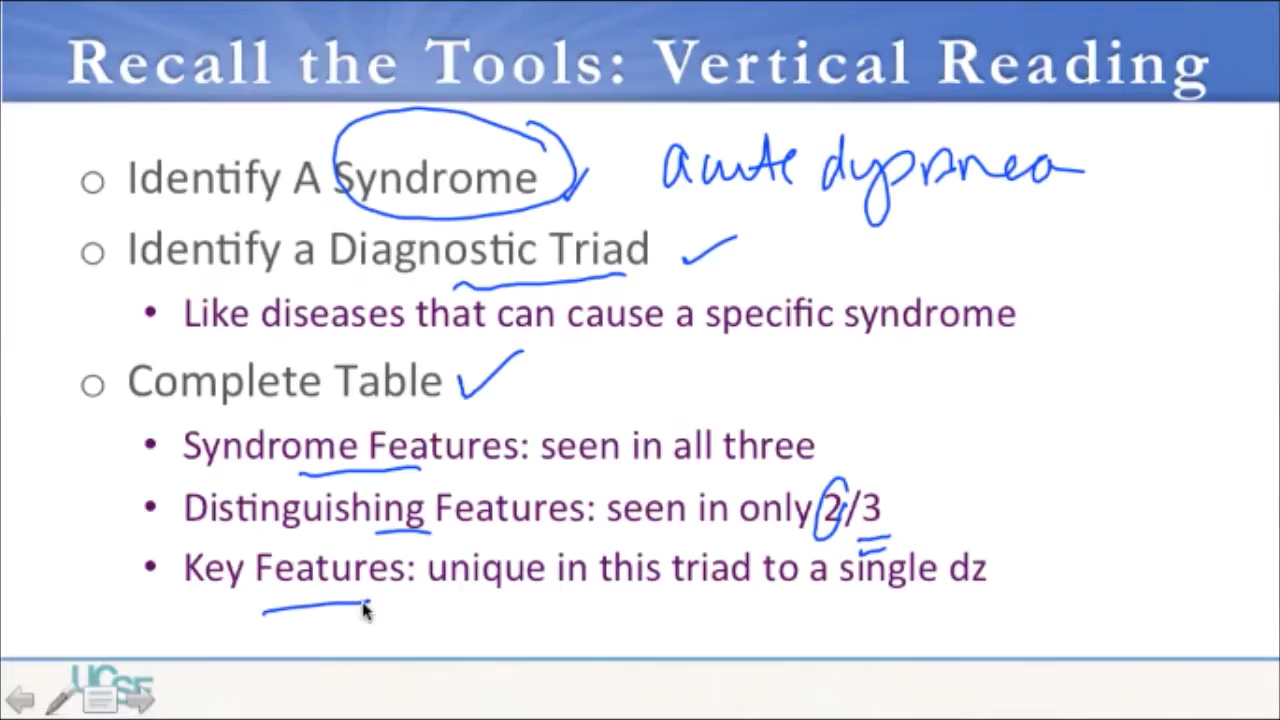 Recall the Tools: Vertical Reading
○ Identify A Syndrome acute dyspnea
○ Identify a Diagnostic Triad
• Like diseases that can cause a specific syndrome
○ Complete Table
• Syndrome Features: seen in all three
• Distinguishing Features: seen in only 2/3
• Key Features: unique in this triad to a single dz
UCSF